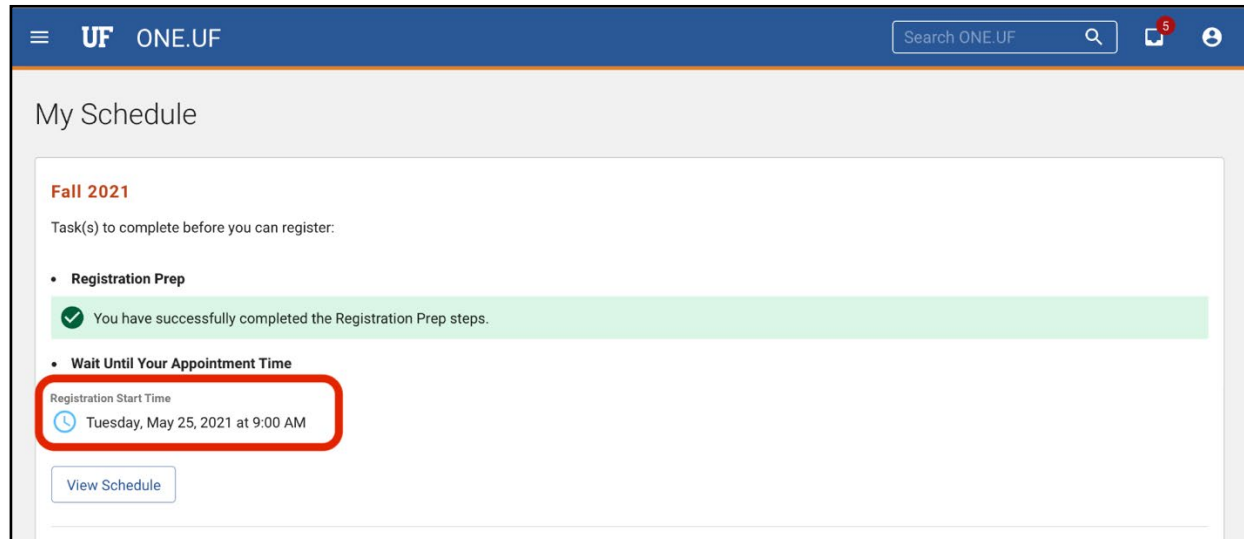 UF ONE.UF Search ONE.UF 5
My Schedule
Fall 2021
Task(s) to complete before you can register:
• Registration Prep
You have successfully completed the Registration Prep steps.
• Wait Until Your Appointment Time
Registration Start Time
Tuesday, May 25, 2021 at 9:00 AM
View Schedule